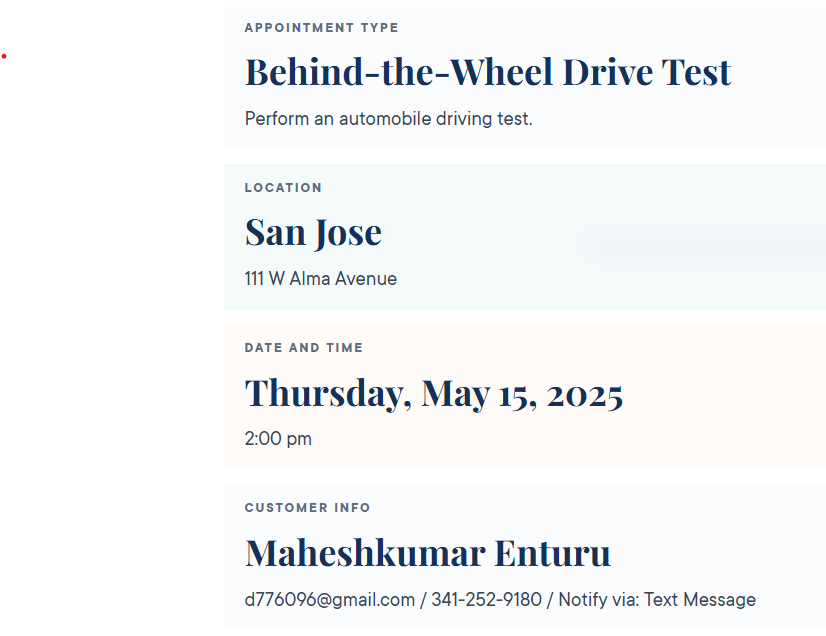 APPOINTMENT TYPE
Behind-the-Wheel Drive Test
Perform an automobile driving test.
LOCATION
San Jose
111 W Alma Avenue
DATE AND TIME
Thursday, May 15, 2025
2:00 pm
CUSTOMER INFO
Maheshkumar Enturu
d776096@gmail.com / 341-252-9180 / Notify via: Text Message